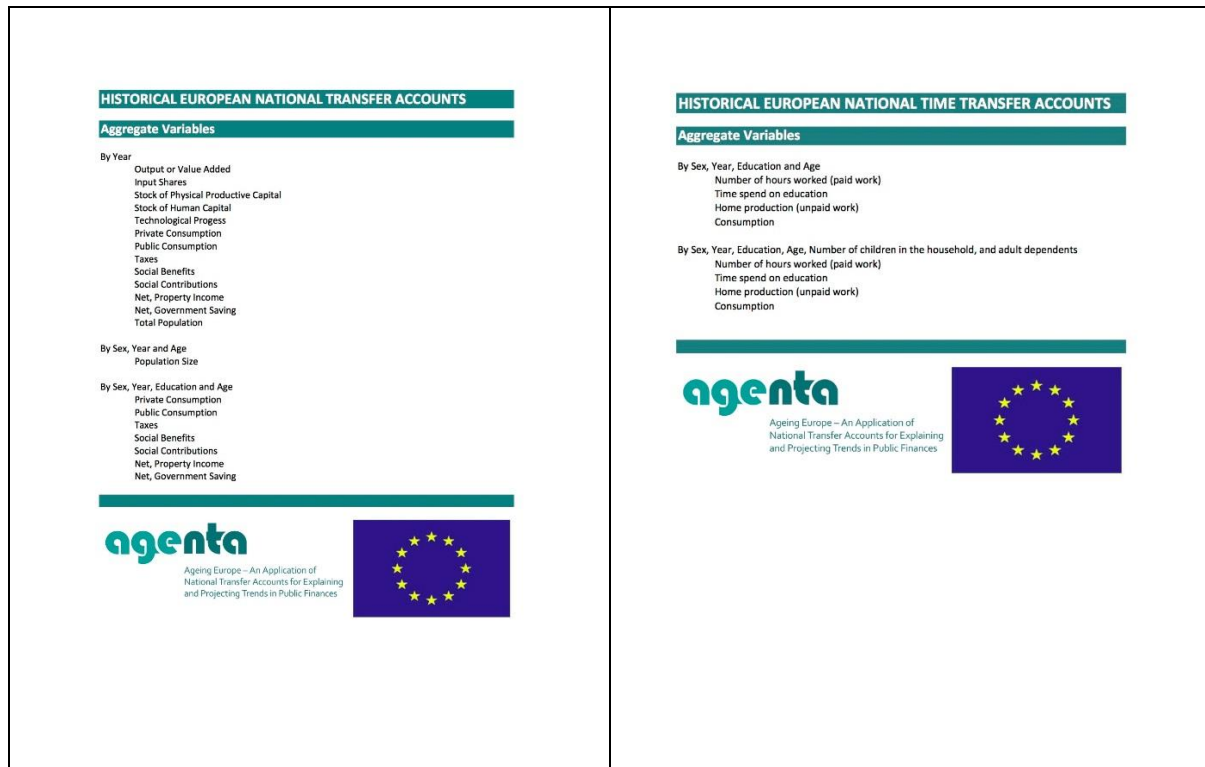 HISTORICAL EUROPEAN NATIONAL TRANSFER ACCOUNTS
Aggregate Variables
By Year
Output or Value Added
Input Shares
Stock of Physical Productive Capital
Stock of Human Capital
Technological Progess
Private Consumption
Public Consumption
Taxes
Social Benefits
Social Contributions
Net, Property Income
Net, Government Saving
Total Population
By Sex, Year and Age
Population Size
By Sex, Year, Education and Age
Private Consumption
Public Consumption
Taxes
Social Benefits
Social Contributions
Net, Property Income
Net, Government Saving
agenta
Ageing Europe – An Application of
National Transfer Accounts for Explaining
and Projecting Trends in Public Finances
HISTORICAL EUROPEAN NATIONAL TIME TRANSFER ACCOUNTS
Aggregate Variables
By Sex, Year, Education and Age
Number of hours worked (paid work)
Time spend on education
Home production (unpaid work)
Consumption
By Sex, Year, Education, Age, Number of children in the household, and adult dependents
Number of hours worked (paid work)
Time spend on education
Home production (unpaid work)
Consumption
agenta
Ageing Europe – An Application of
National Transfer Accounts for Explaining
and Projecting Trends in Public Finances